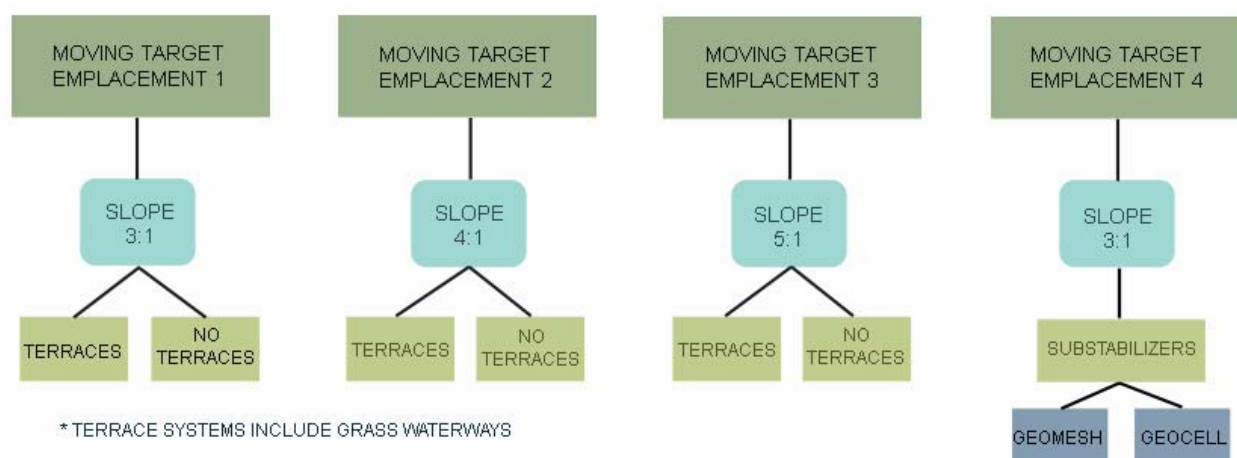 MOVING TARGET
EMPLACEMENT 1
MOVING TARGET
EMPLACEMENT 2
MOVING TARGET
EMPLACEMENT 3
MOVING TARGET
EMPLACEMENT 4
SLOPE
3:1
SLOPE
4:1
SLOPE
5:1
SLOPE
3:1
TERRACES
NO
TERRACES
TERRACES
NO
TERRACES
TERRACES
NO
TERRACES
SUBSTABILIZERS
GEOMESH
GEOCELL
* TERRACE SYSTEMS INCLUDE GRASS WATERWAYS